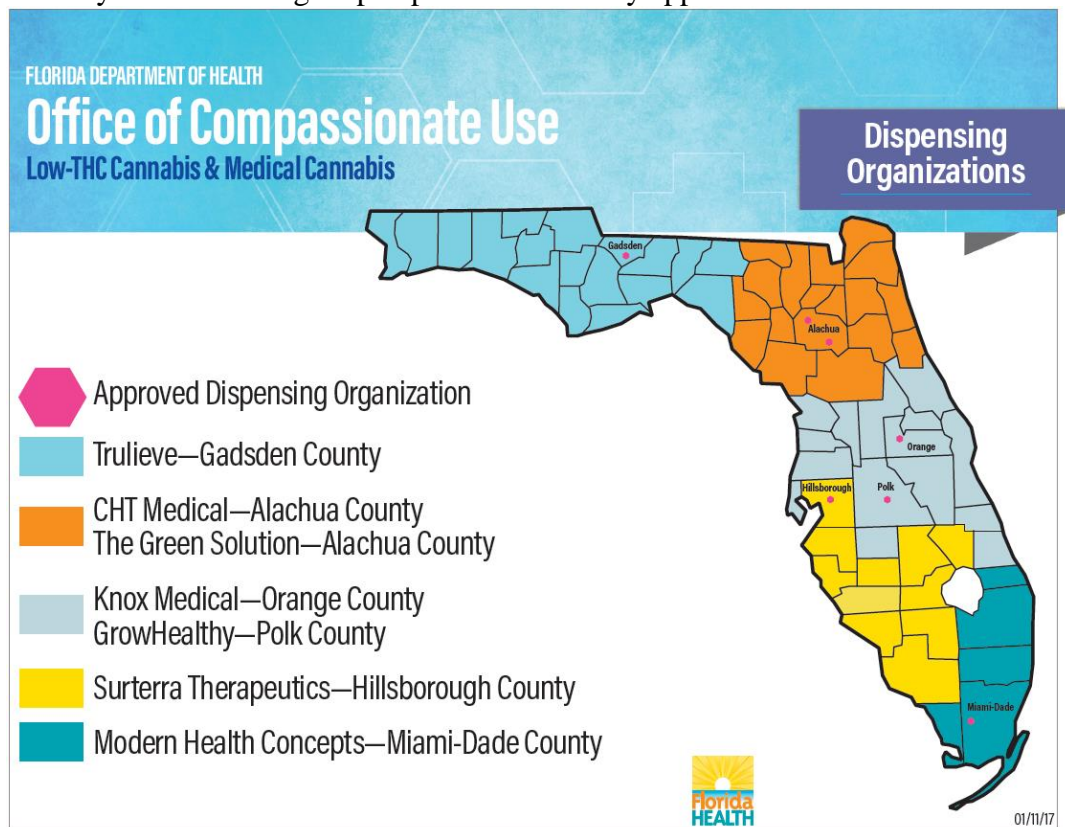 FLORIDA DEPARTMENT OF HEALTH
Office of Compassionate Use
Low-THC Cannabis & Medical Cannabis
Dispensing
Organizations
Gadsden
Alachua
Orange
Hillsborough
Polk
Miami-Dade
Approved Dispensing Organization
Trulieve—Gadsden County
CHT Medical—Alachua County
The Green Solution—Alachua County
Knox Medical—Orange County
GrowHealthy—Polk County
Surterra Therapeutics—Hillsborough County
Modern Health Concepts—Miami-Dade County
Florida
HEALTH
01/11/17